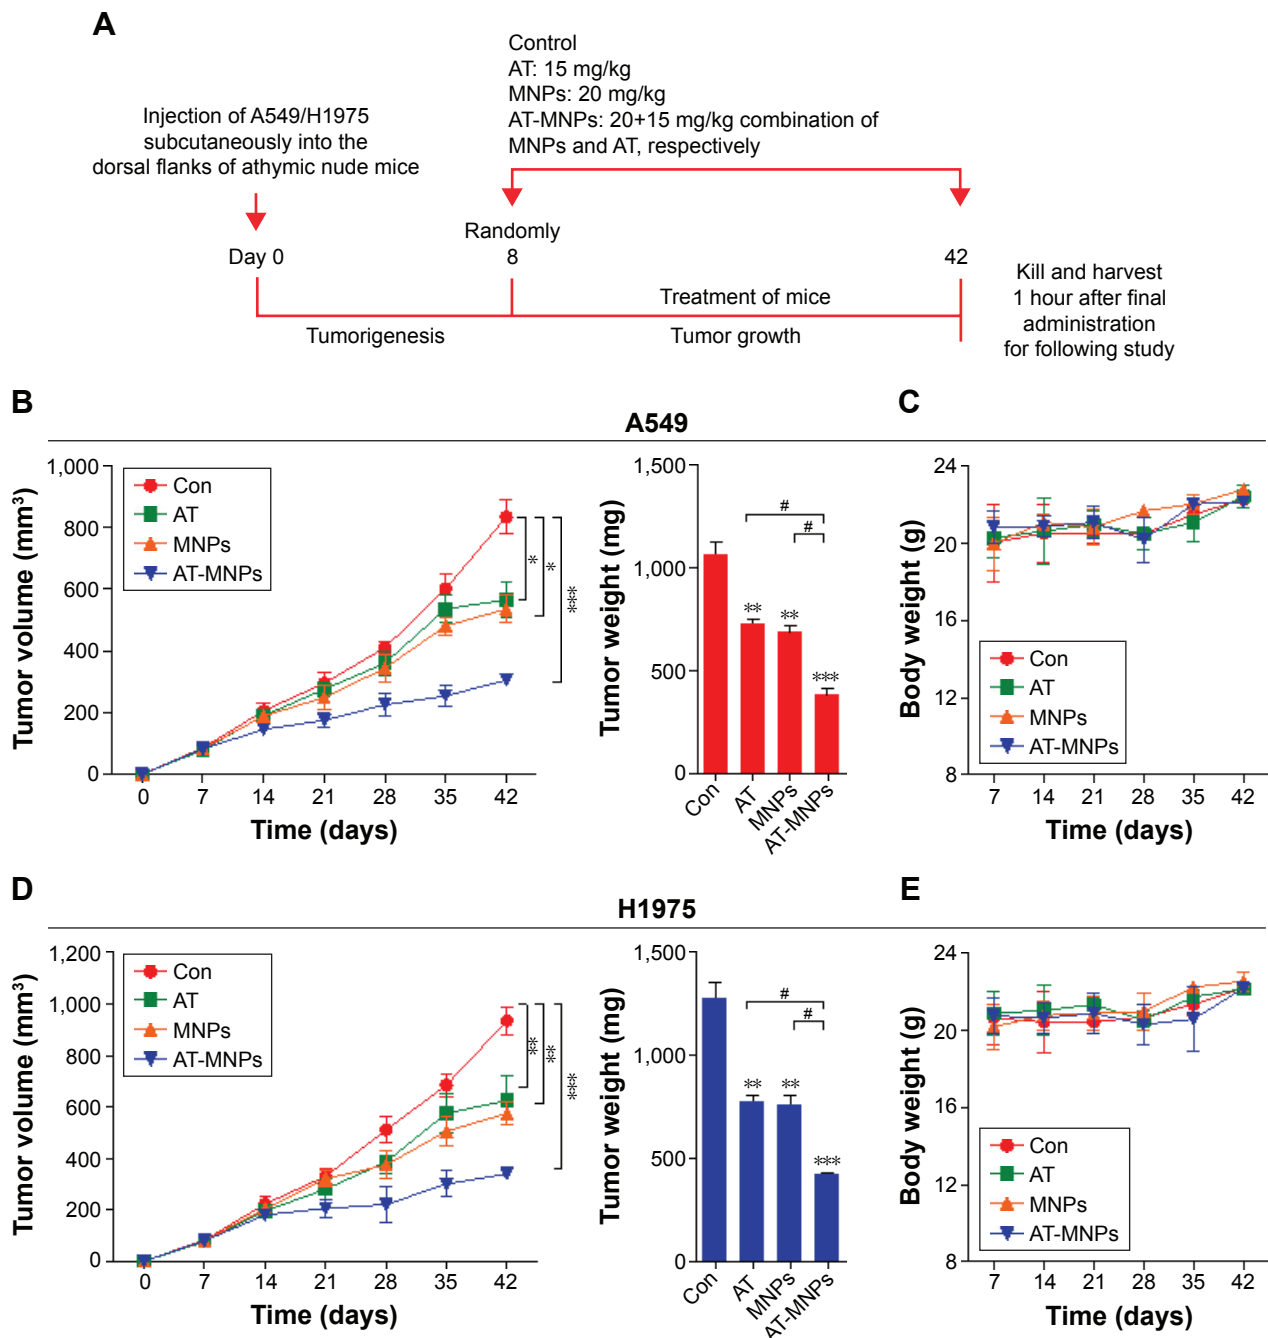 A
Control
AT: 15 mg/kg
MNPs: 20 mg/kg
AT-MNPs: 20+15 mg/kg combination of
MNPs and AT, respectively
Injection of A549/H1975
subcutaneously into the
dorsal flanks of athymic nude mice
Randomly
Day 0
8
42
Kill and harvest
1 hour after final
administration
for following study
Treatment of mice
Tumorigenesis
Tumor growth
B
A549
C
Tumor volume (mm³)
1,000
800
600
400
200
0
Con
AT
MNPs
AT-MNPs
*
*
***
0 7 14 21 28 35 42
Time (days)
Tumor weight (mg)
1,500
1,000
500
0
#
#
**
**
***
Con
AT
MNPs
AT-MNPs
Body weight (g)
24
20
16
12
8
Con
AT
MNPs
AT-MNPs
7 14 21 28 35 42
Time (days)
D
H1975
E
Tumor volume (mm³)
1,200
1,000
800
600
400
200
0
Con
AT
MNPs
AT-MNPs
**
**
***
0 7 14 21 28 35 42
Time (days)
Tumor weight (mg)
1,500
1,000
500
0
#
#
**
**
***
Con
AT
MNPs
AT-MNPs
Body weight (g)
24
20
16
12
8
Con
AT
MNPs
AT-MNPs
7 14 21 28 35 42
Time (days)